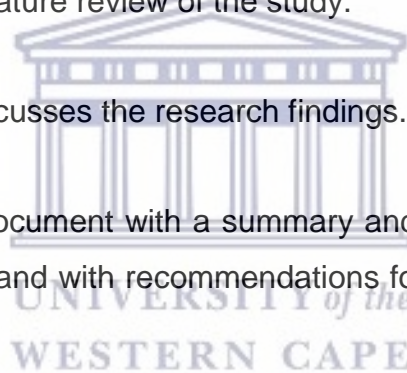 ature review of the study.
cusses the research findings.
ocument with a summary and
and with recommendations fo
UNIVERSITY of the
WESTERN CAPE